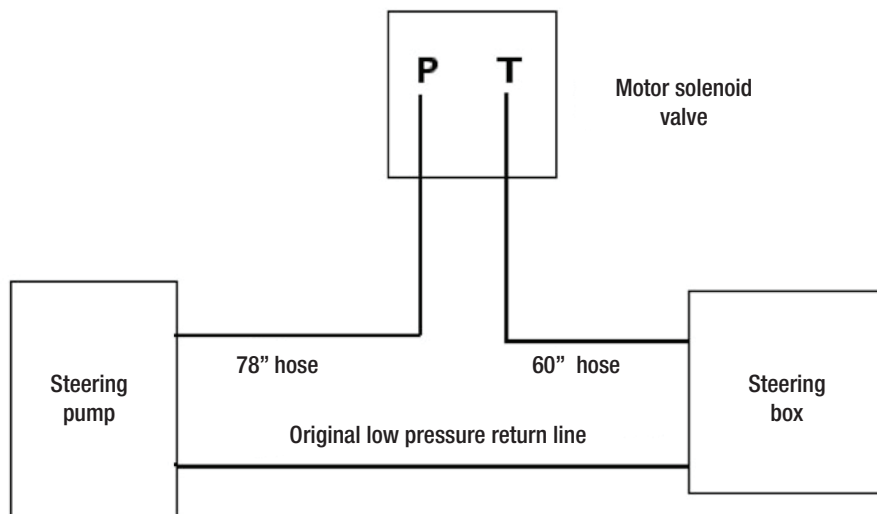 P T
Motor solenoid
valve
78” hose
60” hose
Steering
pump
Steering
box
Original low pressure return line